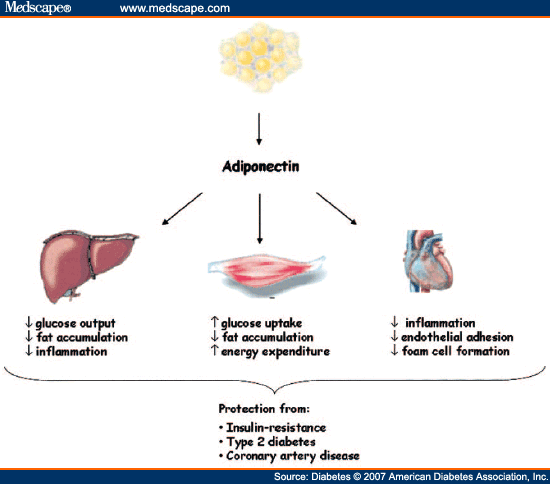 Medscape® www.medscape.com
Adiponectin
↓ glucose output
↓ fat accumulation
↓ inflammation
↑ glucose uptake
↓ fat accumulation
↑ energy expenditure
↓ inflammation
↓ endothelial adhesion
↓ foam cell formation
Protection from:
• Insulin-resistance
• Type 2 diabetes
• Coronary artery disease
Source: Diabetes © 2007 American Diabetes Association, Inc.